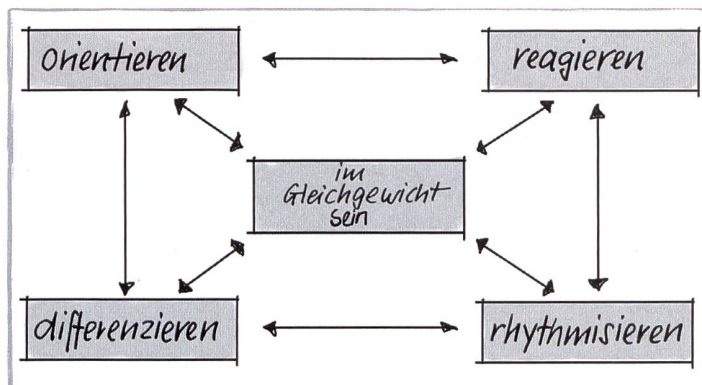 orientieren
reagieren
im
Gleichgewicht
sein
differenzieren
rhythmisieren